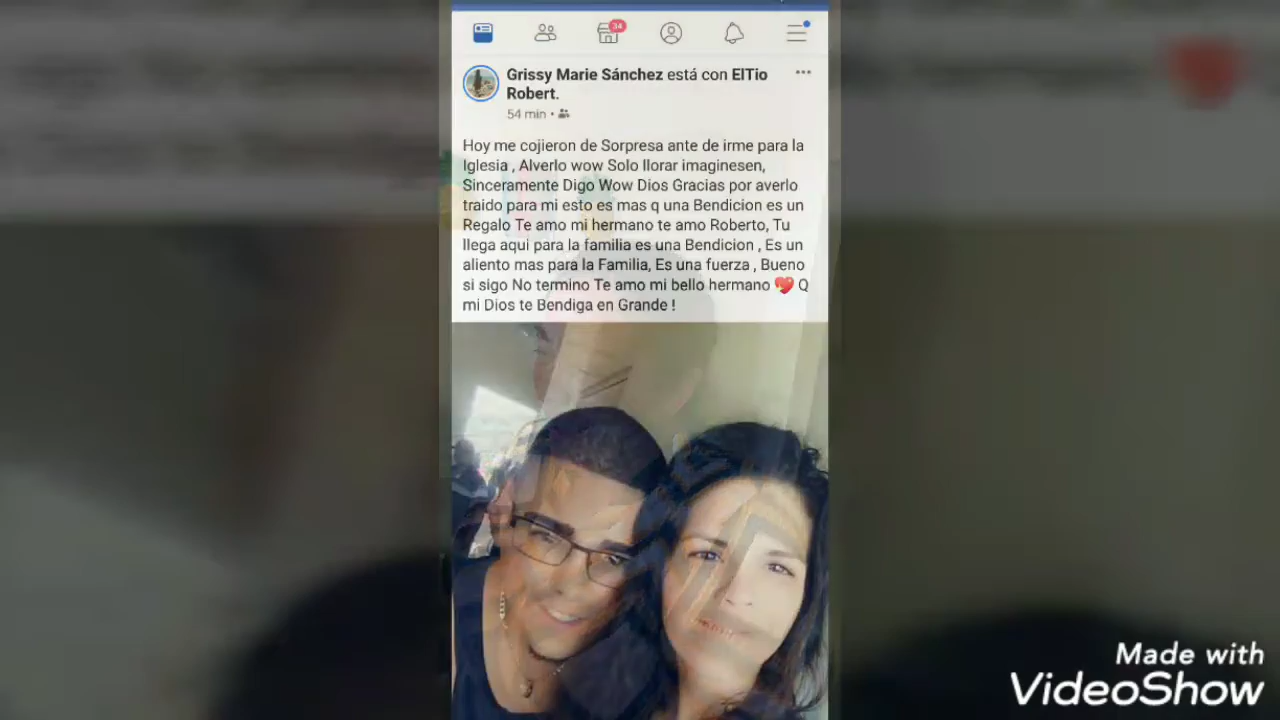 34
Grissy Marie Sánchez está con ElTio
Robert.
54 min
Hoy me cojieron de Sorpresa ante de irme para la
Iglesia , Alverlo wow Solo llorar imaginesen,
Sinceramente Digo Wow Dios Gracias por averlo
traido para mi esto es mas q una Bendicion es un
Regalo Te amo mi hermano te amo Roberto, Tu
llega aqui para la familia es una Bendicion , Es un
aliento mas para la Familia, Es una fuerza , Bueno
si sigo No termino Te amo mi bello hermano 💖 Q
mi Dios te Bendiga en Grande !
Made with
VideoShow